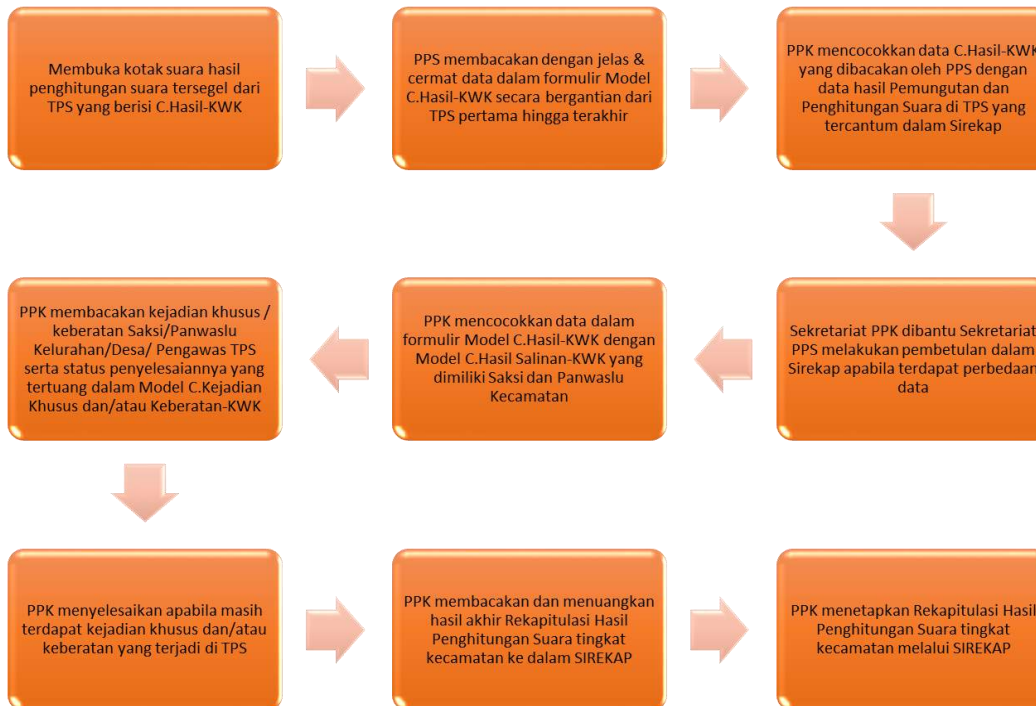 Membuka kotak suara hasil
penghitungan suara tersegel dari
TPS yang berisi C.Hasil-KWK
PPS membacakan dengan jelas &
cermat data dalam formulir Model
C.Hasil-KWK secara bergantian dari
TPS pertama hingga terakhir
PPK mencocokkan data C.Hasil-KWK
yang dibacakan oleh PPS dengan
data hasil Pemungutan dan
Penghitungan Suara di TPS yang
tercantum dalam Sirekap
Sekretariat PPK dibantu Sekretariat
PPS melakukan pembetulan dalam
Sirekap apabila terdapat perbedaan
data
PPK mencocokkan data dalam
formulir Model C.Hasil-KWK dengan
Model C.Hasil Salinan-KWK yang
dimiliki Saksi dan Panwaslu
Kecamatan
PPK membacakan kejadian khusus /
keberatan Saksi/Panwaslu
Kelurahan/Desa/ Pengawas TPS
serta status penyelesaiannya yang
tertuang dalam Model C.Kejadian
Khusus dan/atau Keberatan-KWK
PPK menyelesaikan apabila masih
terdapat kejadian khusus dan/atau
keberatan yang terjadi di TPS
PPK membacakan dan menuangkan
hasil akhir Rekapitulasi Hasil
Penghitungan Suara tingkat
kecamatan ke dalam SIREKAP
PPK menetapkan Rekapitulasi Hasil
Penghitungan Suara tingkat
kecamatan melalui SIREKAP